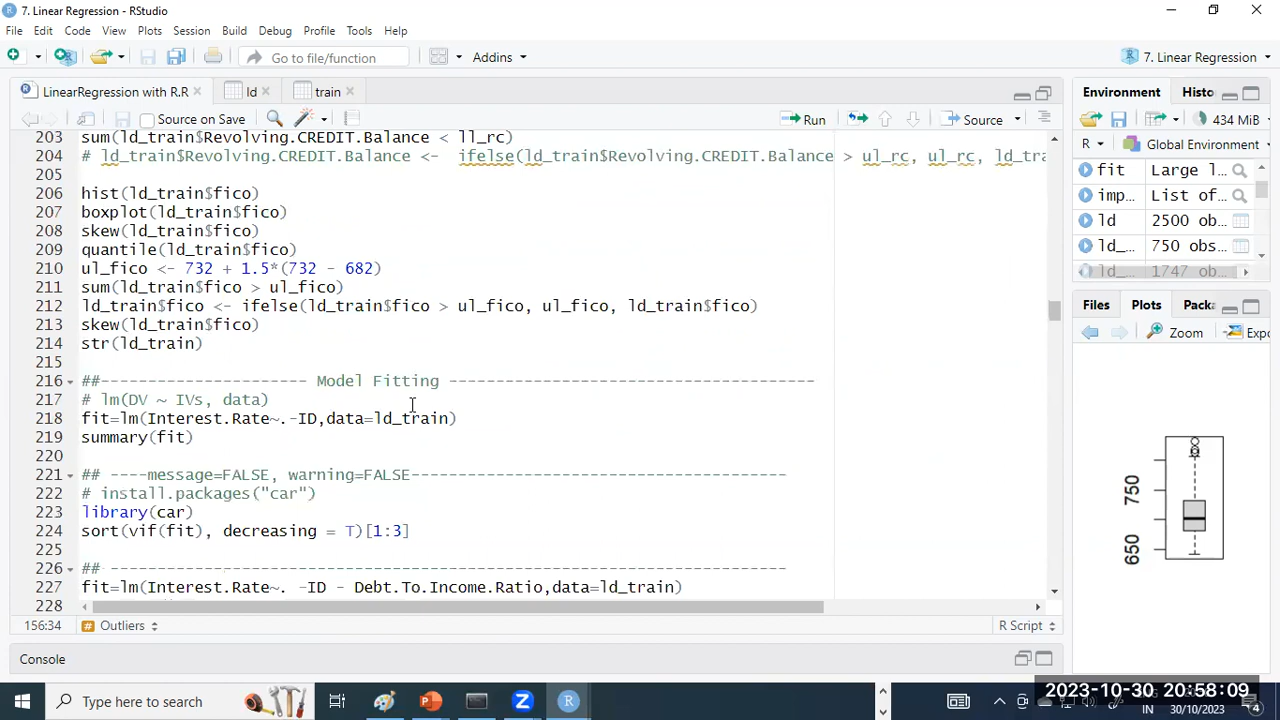 7. Linear Regression - RStudio
File Edit Code View Plots Session Build Debug Profile Tools Help
Go to file/function Addins 7. Linear Regression
LinearRegression with R.R ld train
Environment Histo
Source on Save Run Source
434 MiB
R Global Environment
203 sum(ld_train$Revolving.CREDIT.Balance < ll_rc)
204 # ld_train$Revolving.CREDIT.Balance <-  ifelse(ld_train$Revolving.CREDIT.Balance > ul_rc, ul_rc, ld_tra
205
206 hist(ld_train$fico)
207 boxplot(ld_train$fico)
208 skew(ld_train$fico)
209 quantile(ld_train$fico)
210 ul_fico <- 732 + 1.5*(732 - 682)
211 sum(ld_train$fico > ul_fico)
212 ld_train$fico <- ifelse(ld_train$fico > ul_fico, ul_fico, ld_train$fico)
213 skew(ld_train$fico)
214 str(ld_train)
215
216 ##---------------------- Model Fitting ---------------------------------------
217 # lm(DV ~ IVs, data)
218 fit=lm(Interest.Rate~.-ID,data=ld_train)
219 summary(fit)
220
221 ## ----message=FALSE, warning=FALSE----------------------------------------
222 # install.packages("car")
223 library(car)
224 sort(vif(fit), decreasing = T)[1:3]
225
226 ## ------------------------------------------------------------------------
227 fit=lm(Interest.Rate~. -ID - Debt.To.Income.Ratio,data=ld_train)
228
156:34 # Outliers R Script
Console
fit Large l...
imp... List of
ld 2500 obs
ld_ 750 obs
ld_ 1747 ob
Files Plots Packa
Zoom Expo
750
650
Type here to search
IN
2023-10-30 20:58:09
30/10/2023
4